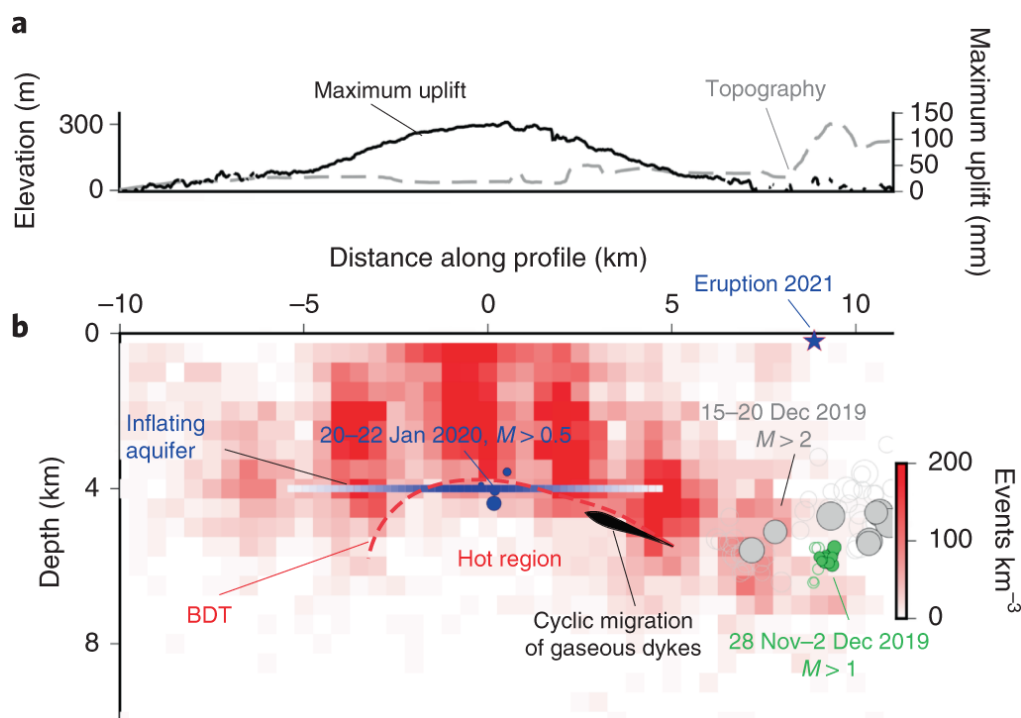 a
Maximum uplift
Topography
Elevation (m)
300
0
150
100
50
0
Maximum uplift (mm)
Distance along profile (km)
Eruption 2021
−10
−5
0
5
10
b
0
4
8
Depth (km)
Inflating
aquifer
20–22 Jan 2020, M > 0.5
15–20 Dec 2019
M > 2
Hot region
BDT
Cyclic migration
of gaseous dykes
28 Nov–2 Dec 2019
M > 1
200
100
0
Events km⁻³